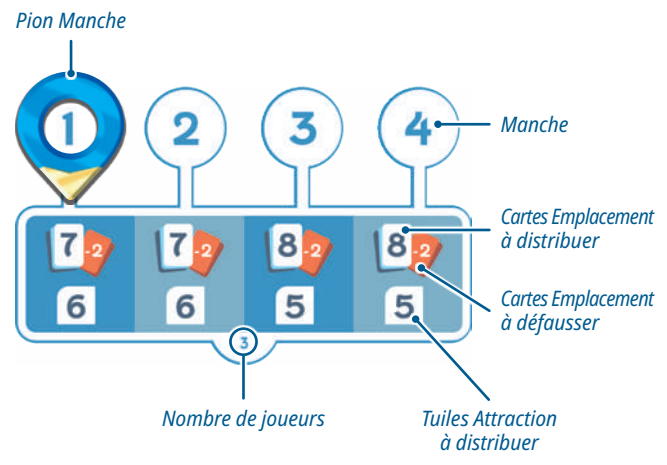 Pion Manche
1 2 3 4
Manche
7 -2 7 -2 8 -2 8 -2
Cartes Emplacement
à distribuer
Cartes Emplacement
à défausser
6 6 5 5
3
Nombre de joueurs
Tuiles Attraction
à distribuer